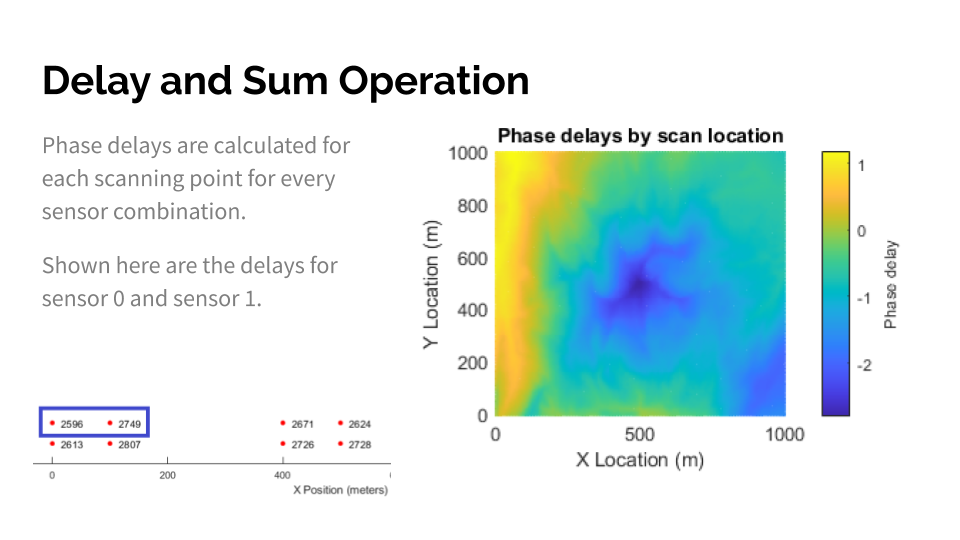 Delay and Sum Operation
Phase delays are calculated for
each scanning point for every
sensor combination.
Shown here are the delays for
sensor 0 and sensor 1.
2596 2749 2671 2624
2613 2807 2726 2728
0 200 400
X Position (meters)
Phase delays by scan location
1000
800
600
400
200
0
Y Location (m)
0 500 1000
X Location (m)
1
0
-1
-2
Phase delay